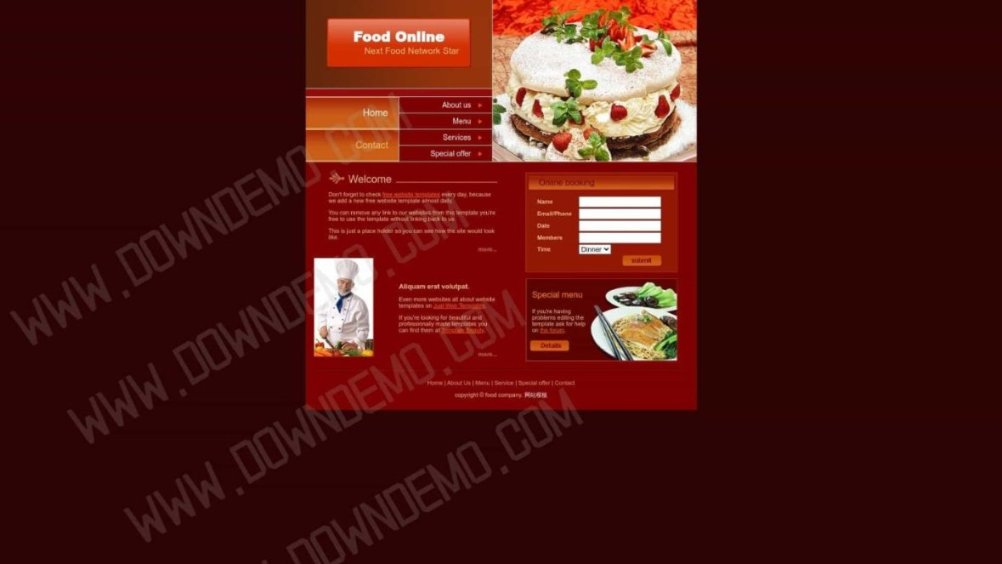 Food Online
Next Food Network Star
Home
Contact
About us
Menu
Services
Special offer
Welcome
Don't forget to check free website templates every day, because
we add a new free website template almost daily.
You can remove any link to our websites from this template you're
free to use the template without linking back to us.
This is just a place holder so you can see how the site would look
like.
more...
Aliquam erat volutpat.
Even more websites all about website
templates on Just Web Templates.
If you're looking for beautiful and
professionally made templates you
can find them at Template Beauty.
more...
Online booking
Name
Email/Phone
Date
Members
Time
Dinner
submit
Special menu
If you're having
problems editing the
template ask for help
on the forum.
Details
Home | About Us | Menu | Service | Special offer | Contact
copyright © food company. 网站模板
WWW.DOWNDEMO.COM
WWW.DOWNDEMO.COM
WWW.DOWNDEMO.COM
WWW.DOWNDEMO.COM